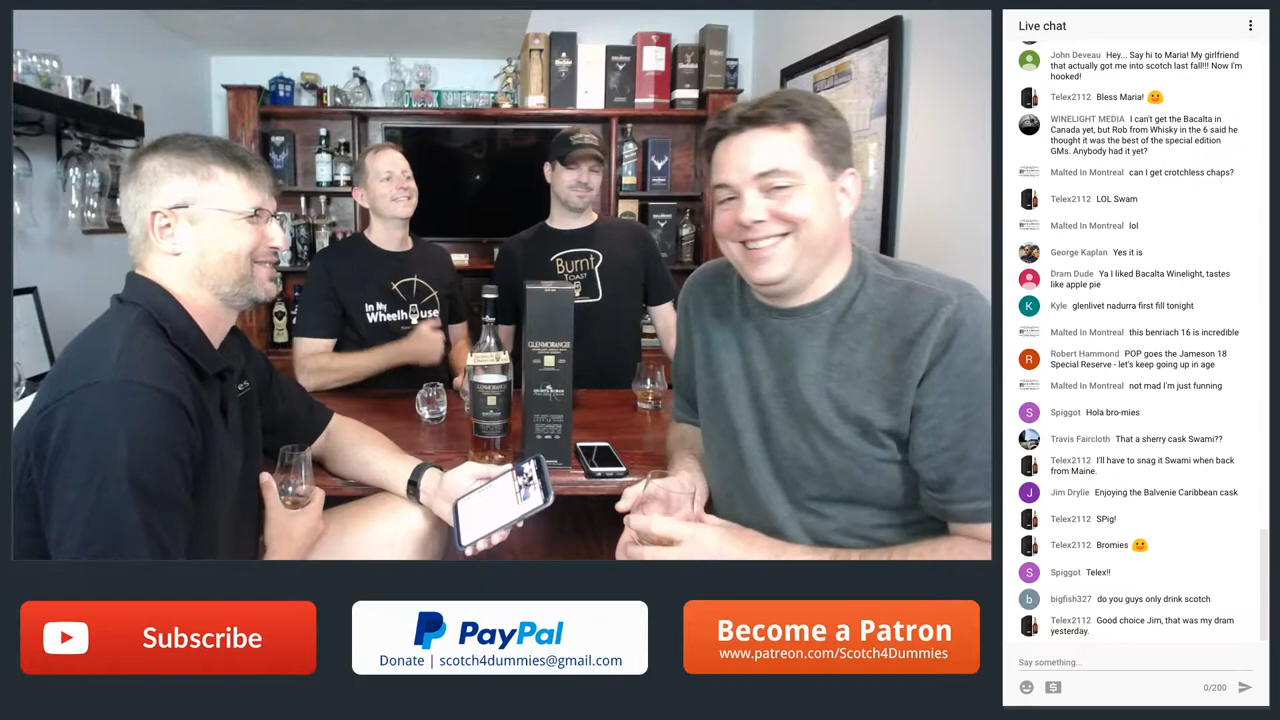 In My
Wheelh use
Burnt
TOAST
GLENMORANGIE
es
Subscribe
PayPal
Donate | scotch4dummies@gmail.com
Become a Patron
www.patreon.com/Scotch4Dummies
Live chat
John Deveau Hey... Say hi to Maria! My girlfriend
that actually got me into scotch last fall!!! Now I'm
hooked!
Telex2112 Bless Maria!
WINELIGHT MEDIA I can't get the Bacalta in
Canada yet, but Rob from Whisky in the 6 said he
thought it was the best of the special edition
GMs. Anybody had it yet?
Malted In Montreal can I get crotchless chaps?
Telex2112 LOL Swam
Malted In Montreal lol
George Kaplan Yes it is
Dram Dude Ya I liked Bacalta Winelight, tastes
like apple pie
K Kyle glenlivet nadurra first fill tonight
Malted In Montreal this benriach 16 is incredible
R Robert Hammond POP goes the Jameson 18
Special Reserve - let's keep going up in age
Malted In Montreal not mad I'm just funning
S Spiggot Hola bro-mies
Travis Faircloth That a sherry cask Swami??
Telex2112 I'll have to snag it Swami when back
from Maine.
J Jim Drylie Enjoying the Balvenie Caribbean cask
Telex2112 SPig!
Telex2112 Bromies
S Spiggot Telex!!
b bigfish327 do you guys only drink scotch
Telex2112 Good choice Jim, that was my dram
yesterday.
Say something...
0/200